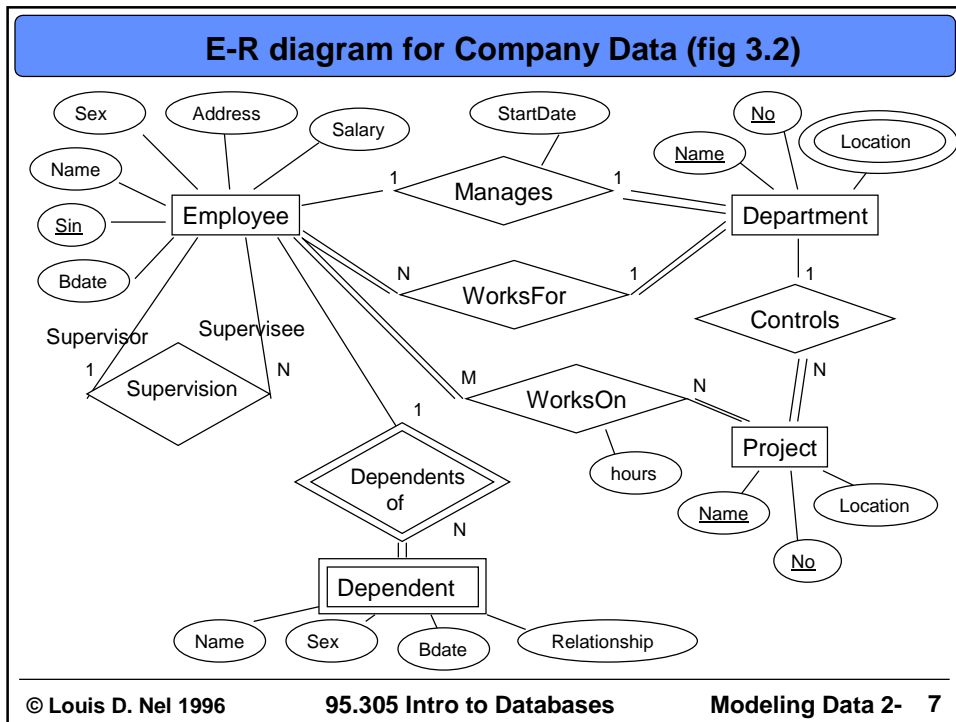 E-R diagram for Company Data (fig 3.2)
Sex
Address
Salary
StartDate
No
Location
Name
Name
1
Manages
1
Sin
Employee
Department
Bdate
N
WorksFor
1
1
Supervisor
Supervisee
Controls
1
Supervision
N
M
WorksOn
N
N
1
Project
Dependents
of
hours
Name
Location
N
No
Dependent
Name
Sex
Bdate
Relationship
© Louis D. Nel 1996
95.305 Intro to Databases
Modeling Data 2- 7